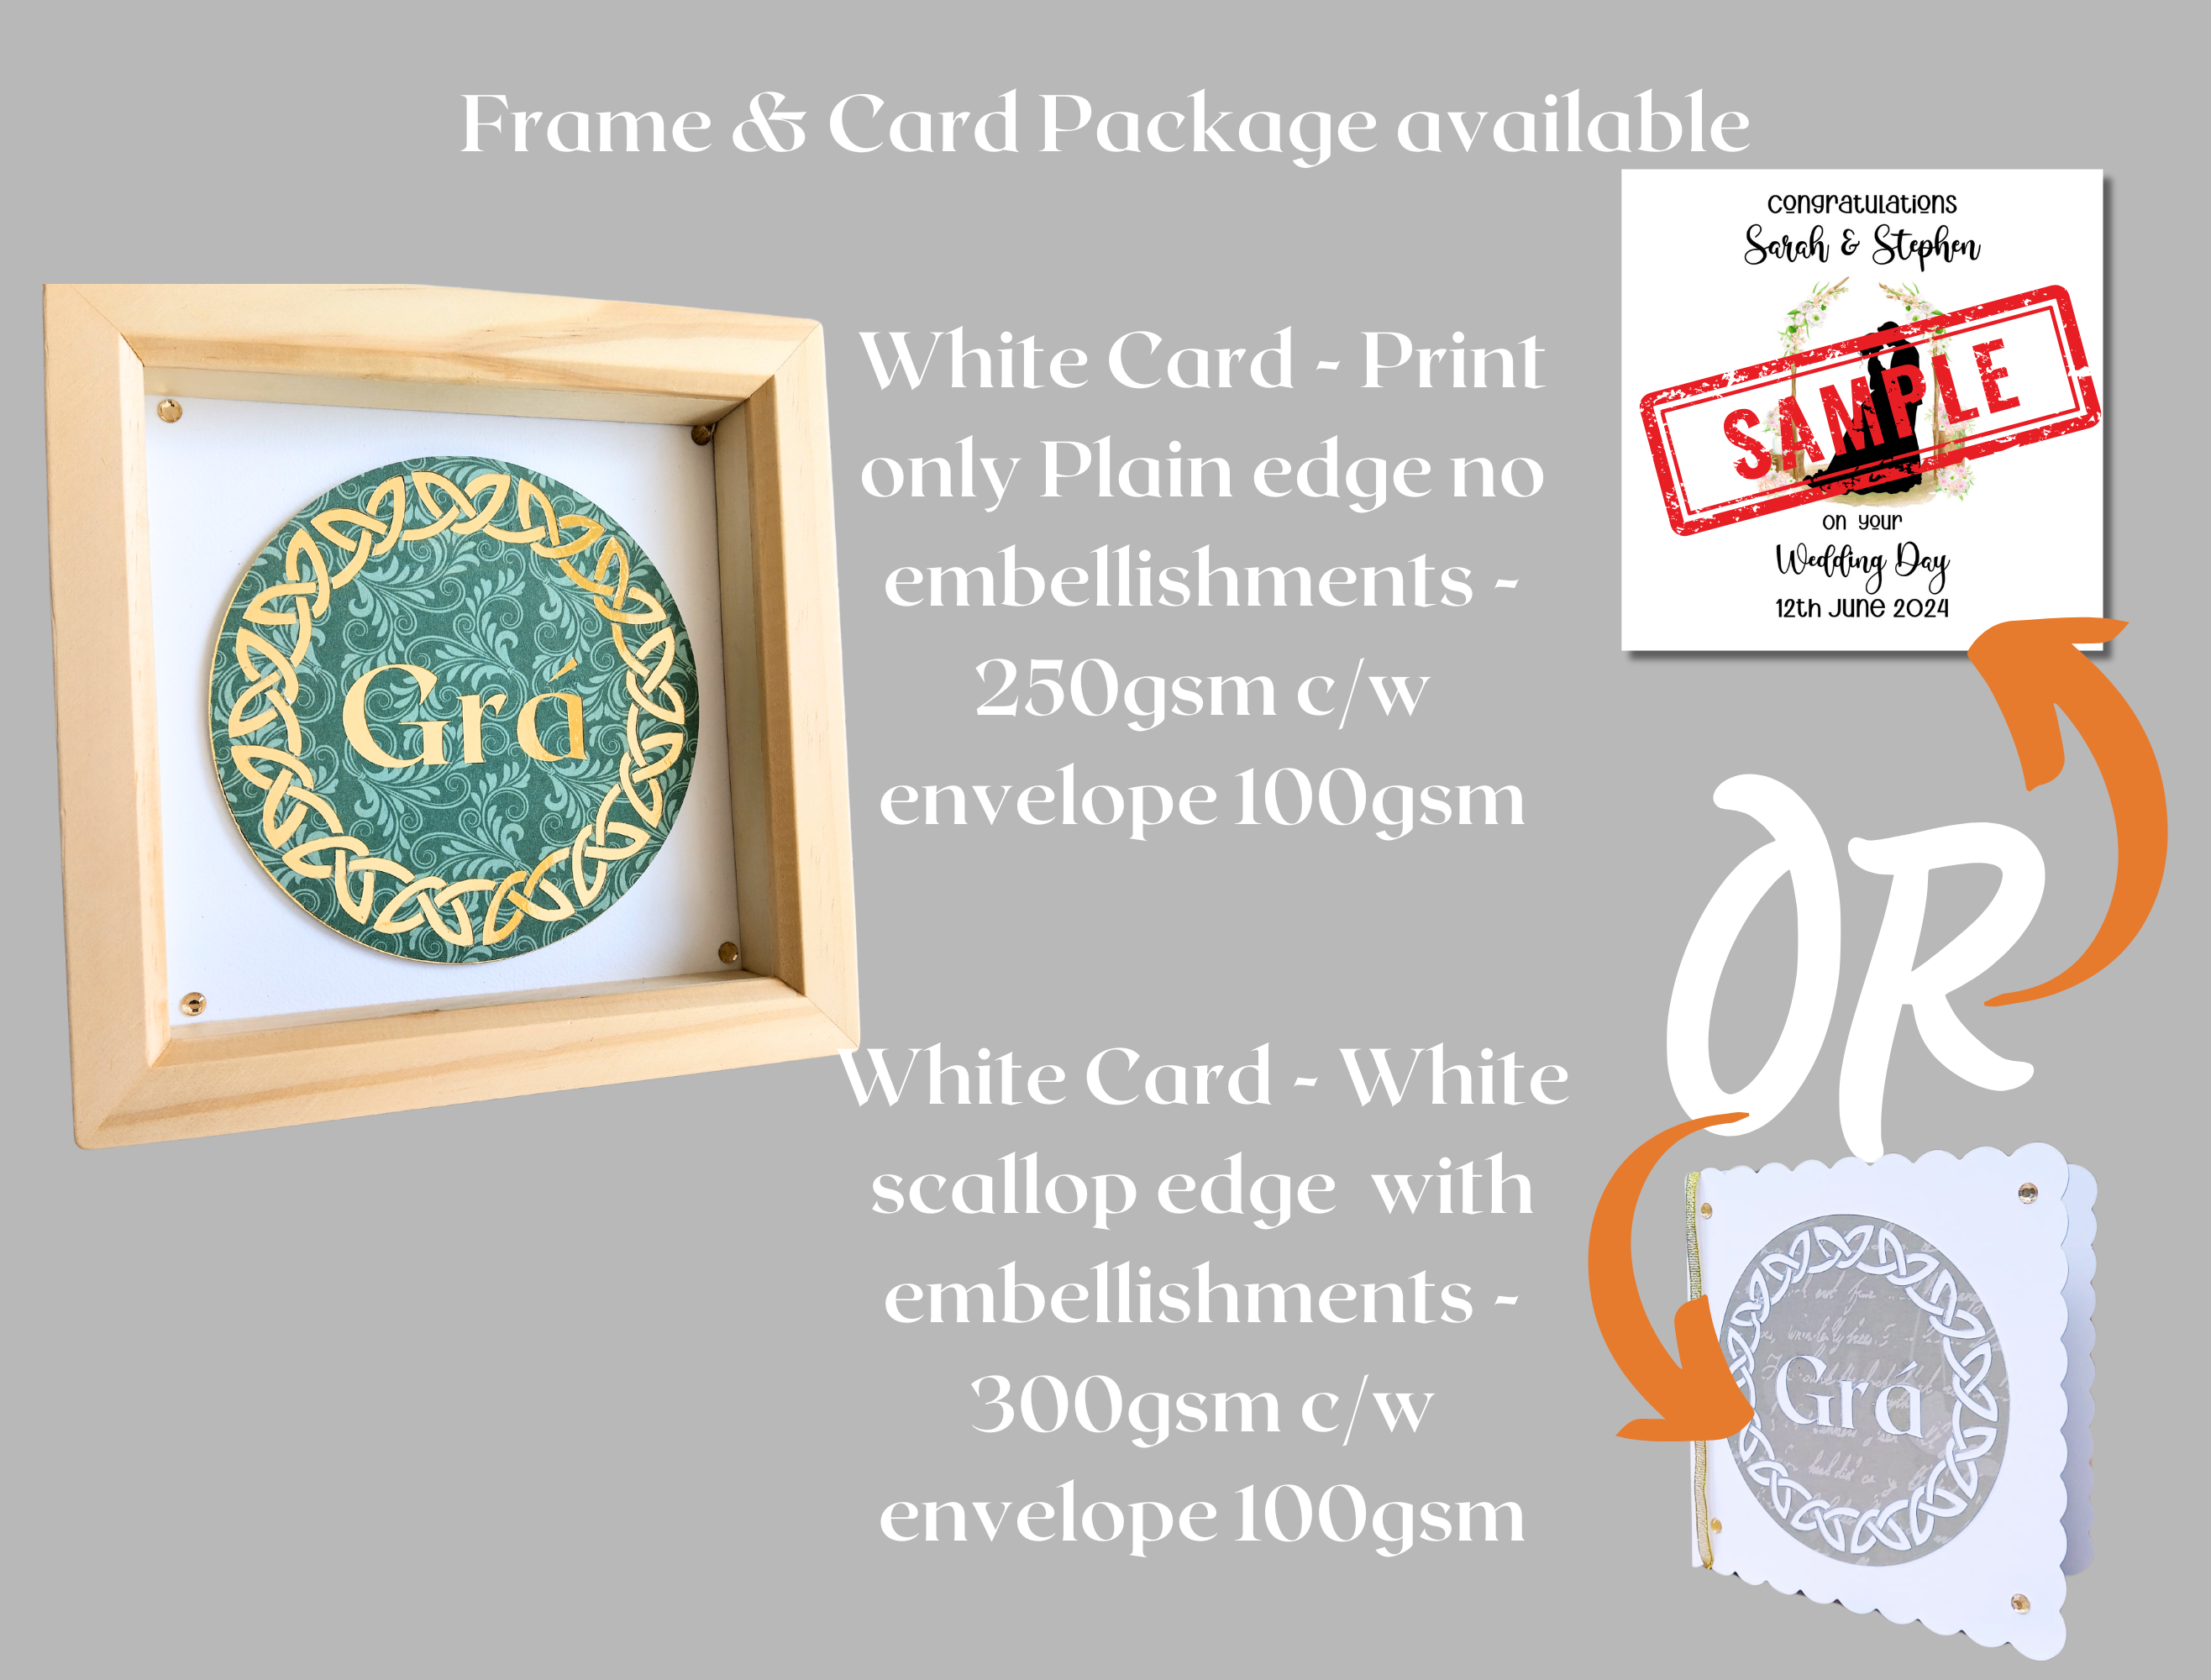 Frame & Card Package available
Grá
White Card - Print
only Plain edge no
embellishments -
250gsm c/w
envelope 100gsm
congratulations
Sarah & Stephen
SAMPLE
on your
Wedding Day
12th June 2024
OR
White Card - White
scallop edge with
embellishments -
300gsm c/w
envelope 100gsm
Grá